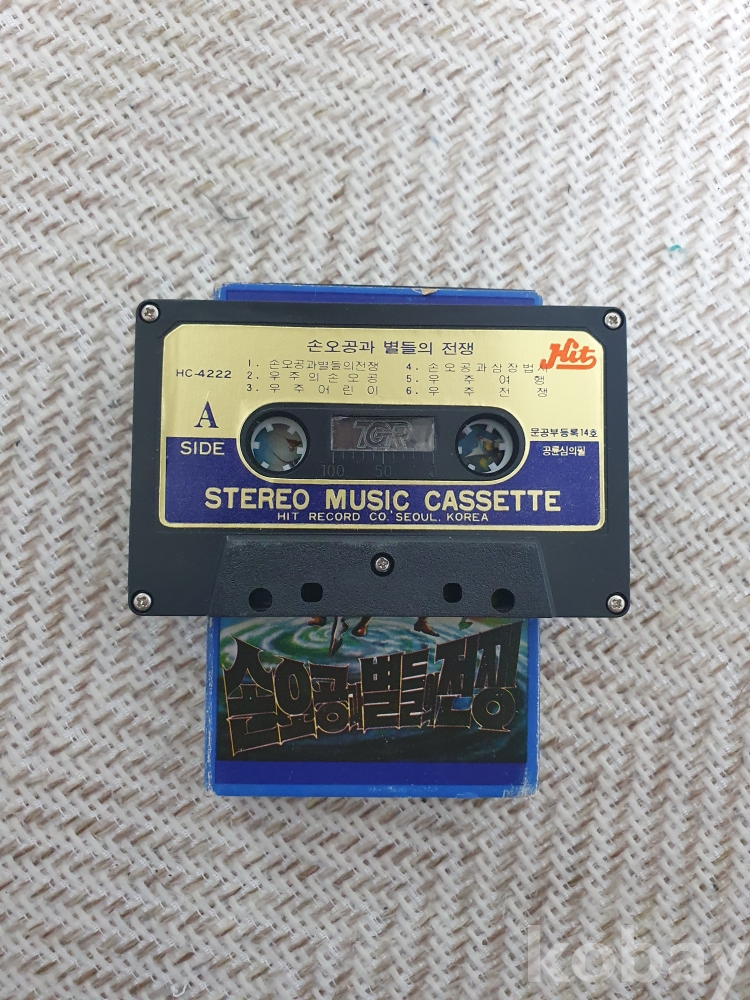 손오공과 별들의 전쟁
Hit
HC-4222
1. 손오공과별들의전쟁
2. 우주의손오공
3. 우주어린이
4. 손오공과삼장법사
5. 우주여행
6. 우주전쟁
A
SIDE
TGR
100 50
문공부등록14호
공륜심의필
STEREO MUSIC CASSETTE
HIT RECORD CO. SEOUL, KOREA
손오공과 별들의 전쟁
kobay